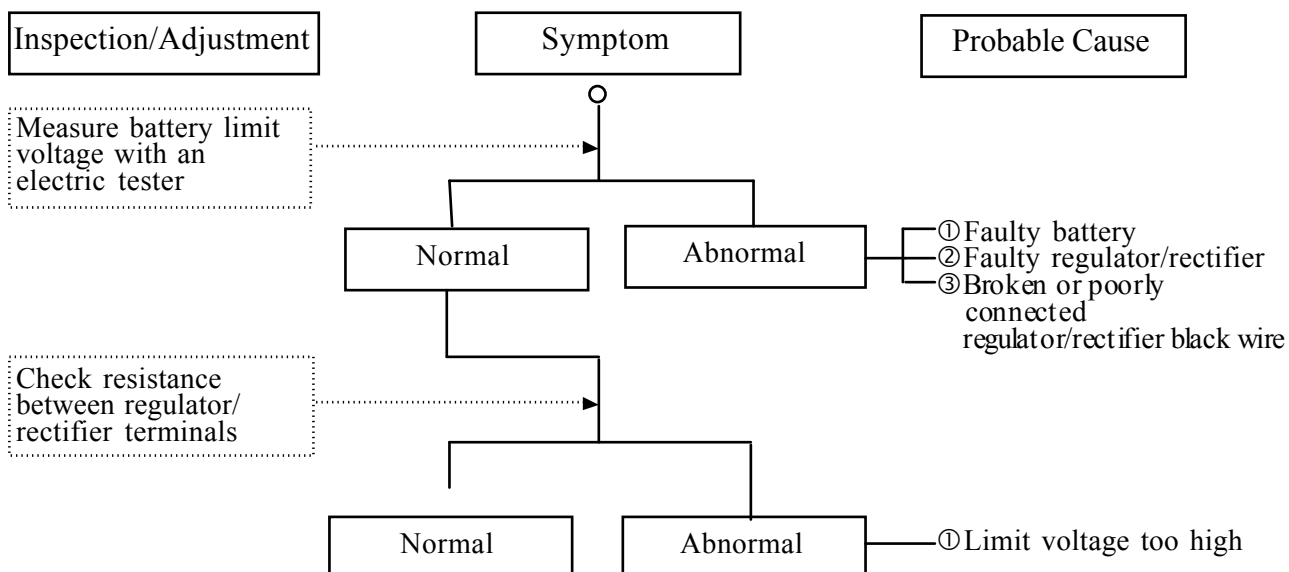 Inspection/Adjustment
Symptom
Probable Cause
Measure battery limit
voltage with an
electric tester
Normal
Abnormal
①Faulty battery
②Faulty regulator/rectifier
③Broken or poorly
connected
regulator/rectifier black wire
Check resistance
between regulator/
rectifier terminals
Normal
Abnormal
①Limit voltage too high